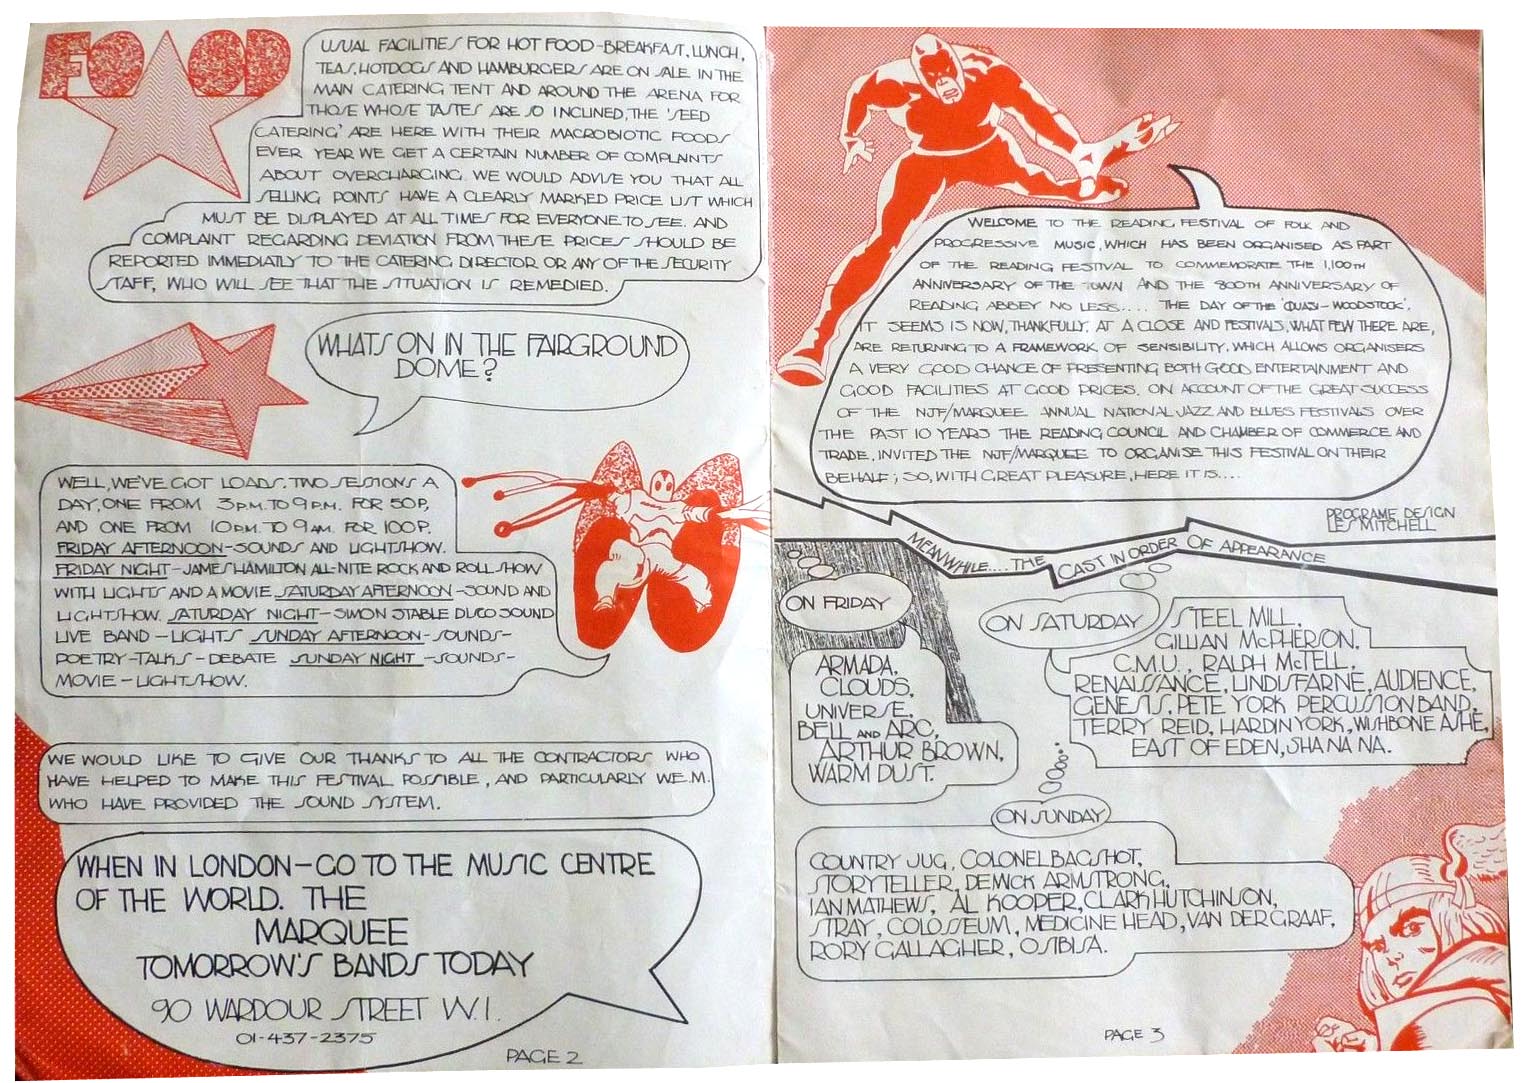 FOOD
USUAL FACILITIES FOR HOT FOOD-BREAKFAST, LUNCH,
TEAS, HOTDOGS AND HAMBURGERS ARE ON SALE IN THE
MAIN CATERING TENT AND AROUND THE ARENA FOR
THOSE WHOSE TASTES ARE SO INCLINED, THE 'SEED
CATERING' ARE HERE WITH THEIR MACROBIOTIC FOODS
EVER YEAR WE GET A CERTAIN NUMBER OF COMPLAINTS
ABOUT OVERCHARGING. WE WOULD ADVISE YOU THAT ALL
SELLING POINTS HAVE A CLEARLY MARKED PRICE LIST WHICH
MUST BE DISPLAYED AT ALL TIMES FOR EVERYONE TO SEE. AND
COMPLAINT REGARDING DEVIATION FROM THESE PRICES SHOULD BE
REPORTED IMMEDIATLY TO THE CATERING DIRECTOR OR ANY OF THE SECURITY
STAFF, WHO WILL SEE THAT THE SITUATION IS REMEDIED.
WHATS ON IN THE FAIRGROUND
DOME?
WELL, WE'VE GOT LOADS. TWO SESSIONS A
DAY, ONE FROM 3 P.M. TO 9 P.M. FOR 50P,
AND ONE FROM 10 P.M. TO 9 A.M. FOR 100P.
FRIDAY AFTERNOON-SOUNDS AND LIGHTSHOW.
FRIDAY NIGHT-JAMES HAMILTON ALL-NITE ROCK AND ROLL SHOW
WITH LIGHTS AND A MOVIE SATURDAY AFTERNOON-SOUND AND
LIGHTSHOW. SATURDAY NIGHT-SIMON STABLE DISCO SOUND
LIVE BAND-LIGHTS SUNDAY AFTERNOON-SOUNDS-
POETRY-TALKS-DEBATE SUNDAY NIGHT-SOUNDS-
MOVIE-LIGHTSHOW.
WE WOULD LIKE TO GIVE OUR THANKS TO ALL THE CONTRACTORS WHO
HAVE HELPED TO MAKE THIS FESTIVAL POSSIBLE, AND PARTICULARLY W.E.M.
WHO HAVE PROVIDED THE SOUND SYSTEM.
WHEN IN LONDON-GO TO THE MUSIC CENTRE
OF THE WORLD. THE
MARQUEE
TOMORROW'S BANDS TODAY
90 WARDOUR STREET W.1.
01-437-2375
PAGE 2
WELCOME TO THE READING FESTIVAL OF FOLK AND
PROGRESSIVE MUSIC, WHICH HAS BEEN ORGANISED AS PART
OF THE READING FESTIVAL TO COMMEMORATE THE 1,100TH
ANNIVERSARY OF THE TOWN AND THE 800TH ANNIVERSARY OF
READING ABBEY NO LESS.... THE DAY OF THE 'QUASI-WOODSTOCK',
IT SEEMS IS NOW, THANKFULLY, AT A CLOSE AND FESTIVALS, WHAT FEW THERE ARE,
ARE RETURNING TO A FRAMEWORK OF SENSIBILITY, WHICH ALLOWS ORGANISERS
A VERY GOOD CHANCE OF PRESENTING BOTH GOOD ENTERTAINMENT AND
GOOD FACILITIES AT GOOD PRICES. ON ACCOUNT OF THE GREAT SUCCESS
OF THE NJF/MARQUEE ANNUAL NATIONAL JAZZ AND BLUES FESTIVALS OVER
THE PAST 10 YEARS THE READING COUNCIL AND CHAMBER OF COMMERCE AND
TRADE, INVITED THE NJF/MARQUEE TO ORGANISE THIS FESTIVAL ON THEIR
BEHALF; SO, WITH GREAT PLEASURE, HERE IT IS....
PROGRAME DESIGN
LES MITCHELL
MEANWHILE.... THE CAST IN ORDER OF APPEARANCE
ON FRIDAY
ARMADA,
CLOUDS,
UNIVERSE,
BELL AND ARC,
ARTHUR BROWN,
WARM DUST.
ON SATURDAY
STEEL MILL,
GILLIAN McPHERSON,
C.M.U., RALPH McTELL,
RENAISSANCE, LINDISFARNE, AUDIENCE,
GENESIS, PETE YORK PERCUSSION BAND,
TERRY REID, HARDIN YORK, WISHBONE ASHE,
EAST OF EDEN, SHA NA NA.
ON SUNDAY
COUNTRY JUG, COLONEL BAGSHOT,
STORYTELLER, DEMICK ARMSTRONG,
IAN MATHEWS, AL KOOPER, CLARK HUTCHINSON,
STRAY, COLOSSEUM, MEDICINE HEAD, VAN DER GRAAF,
RORY GALLAGHER, OSIBISA.
PAGE 3